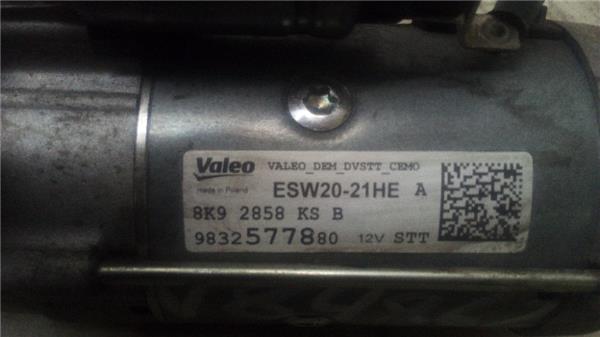 Valeo VALEO_DEM_DVSTT_CEMO
made in Poland ESW20-21HE A
8K9 2858 KS B
9832577880 12V STT